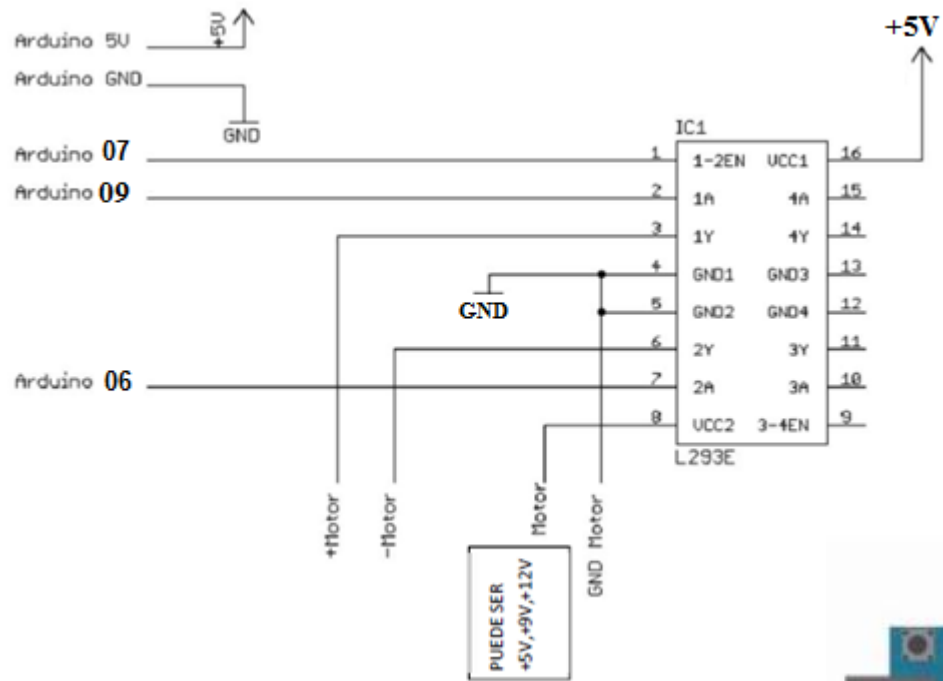 Arduino 5V
+5V
+5V
Arduino GND
GND
IC1
Arduino 07
1
1-2EN
VCC1
16
Arduino 09
2
1A
4A
15
3
1Y
4Y
14
4
GND1
GND3
13
GND
5
GND2
GND4
12
6
2Y
3Y
11
Arduino 06
7
2A
3A
10
8
VCC2
3-4EN
9
L293E
+Motor
-Motor
Motor
GND Motor
PUEDE SER
+5V,+9V,+12V